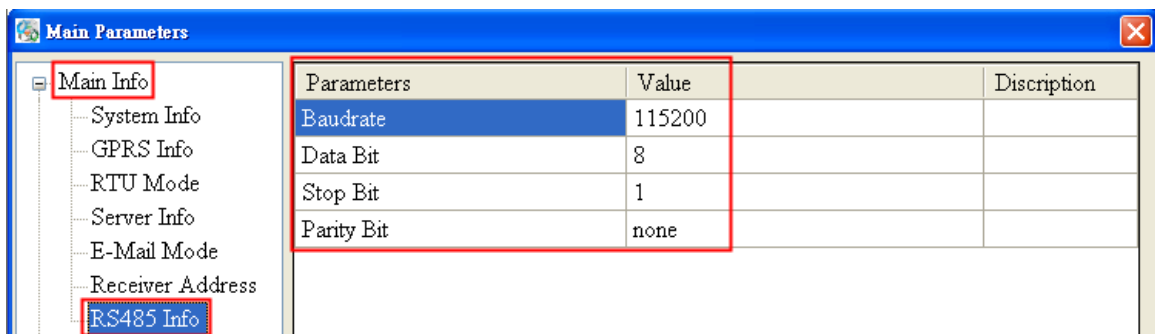 Main Parameters
Main Info
System Info
GPRS Info
RTU Mode
Server Info
E-Mail Mode
Receiver Address
RS485 Info
Parameters Value Discription
Baudrate 115200
Data Bit 8
Stop Bit 1
Parity Bit none